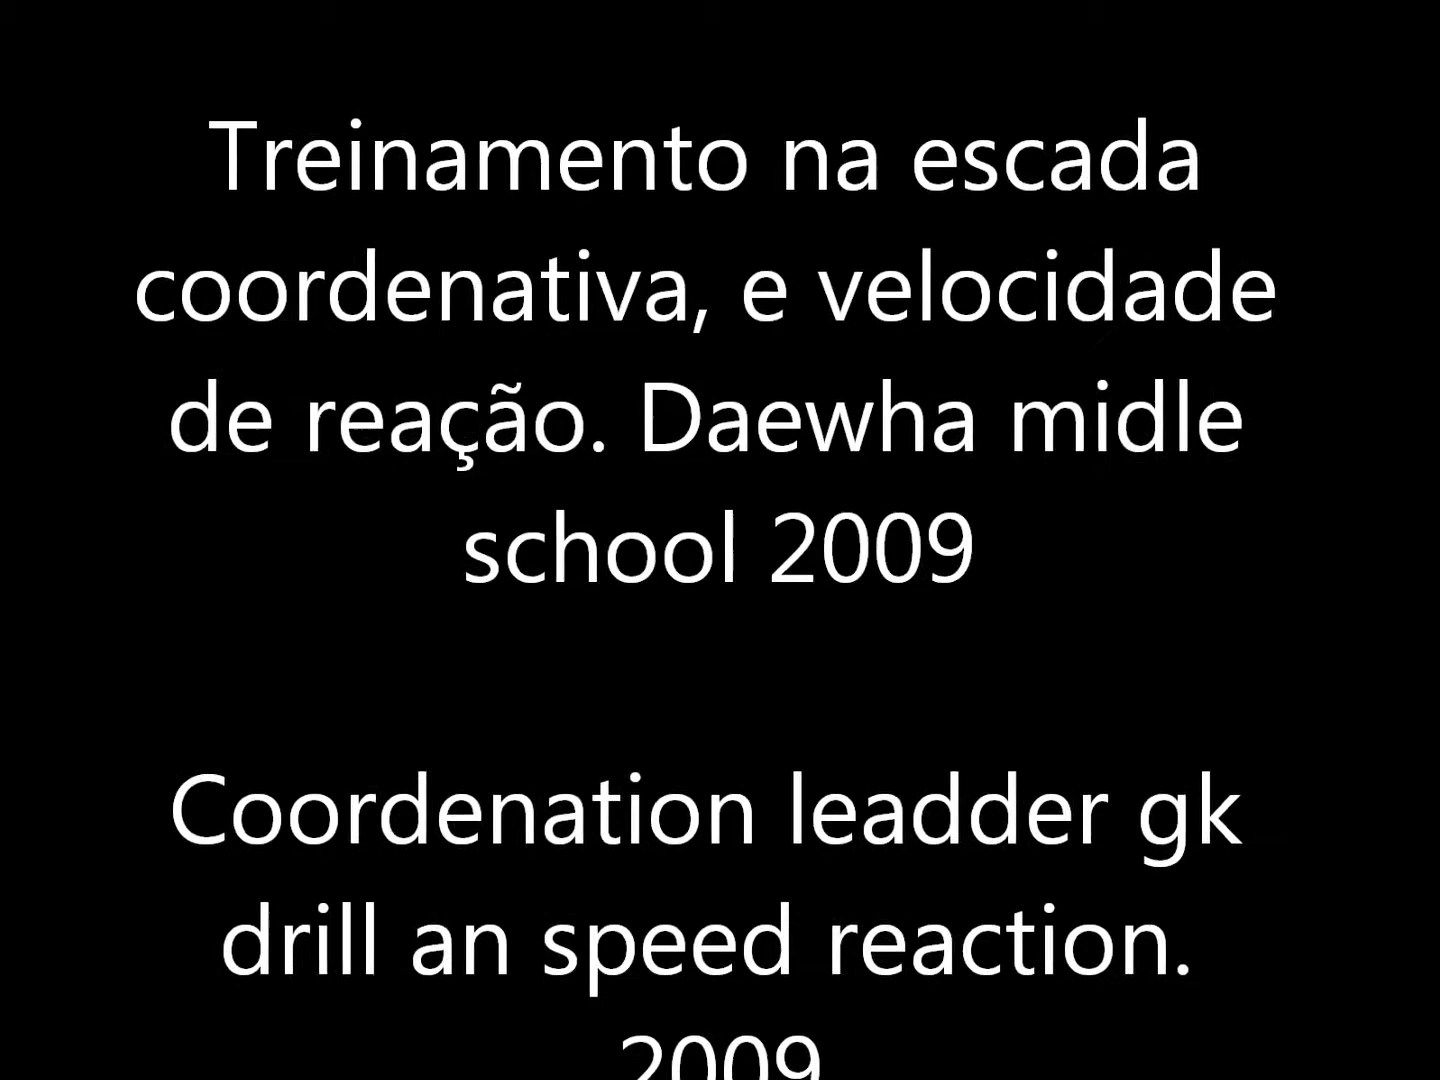 Treinamento na escada
coordenativa, e velocidade
de reação. Daewha midle
school 2009
Coordenation leadder gk
drill an speed reaction.
2009